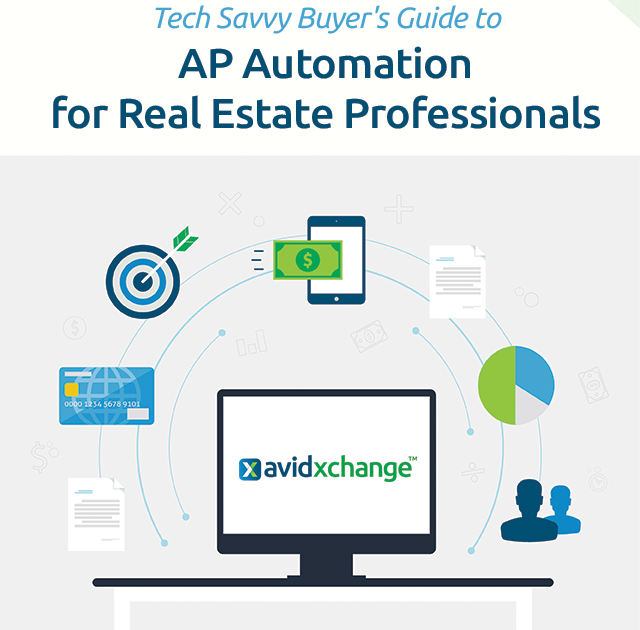 Tech Savvy Buyer's Guide to
AP Automation
for Real Estate Professionals
$
$
0000 1234 5678 9101
$
x avidxchange™